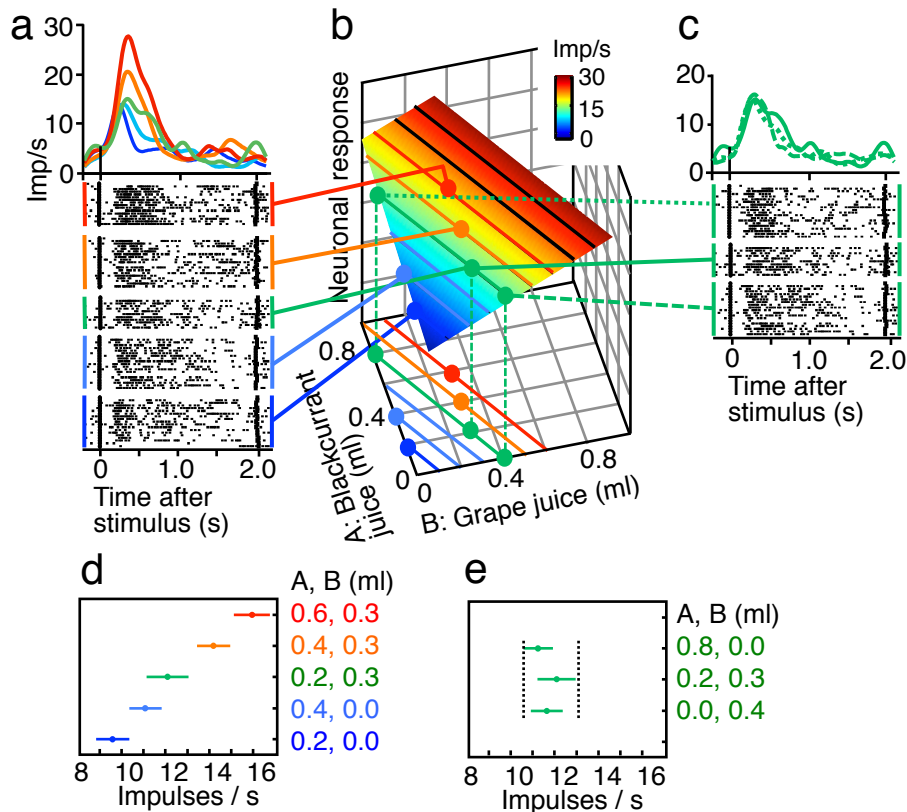 a
30
20
10
0
Imp/s
0
1.0
2.0
Time after
stimulus (s)
b
Imp/s
30
15
0
Neuronal response
0.8
0.4
0
A: Blackcurrant
juice (ml)
0
0.4
0.8
B: Grape juice (ml)
c
20
10
0
0
1.0
2.0
Time after
stimulus (s)
d
A, B (ml)
0.6, 0.3
0.4, 0.3
0.2, 0.3
0.4, 0.0
0.2, 0.0
8 10 12 14 16
Impulses / s
e
A, B (ml)
0.8, 0.0
0.2, 0.3
0.0, 0.4
8 10 12 14 16
Impulses / s